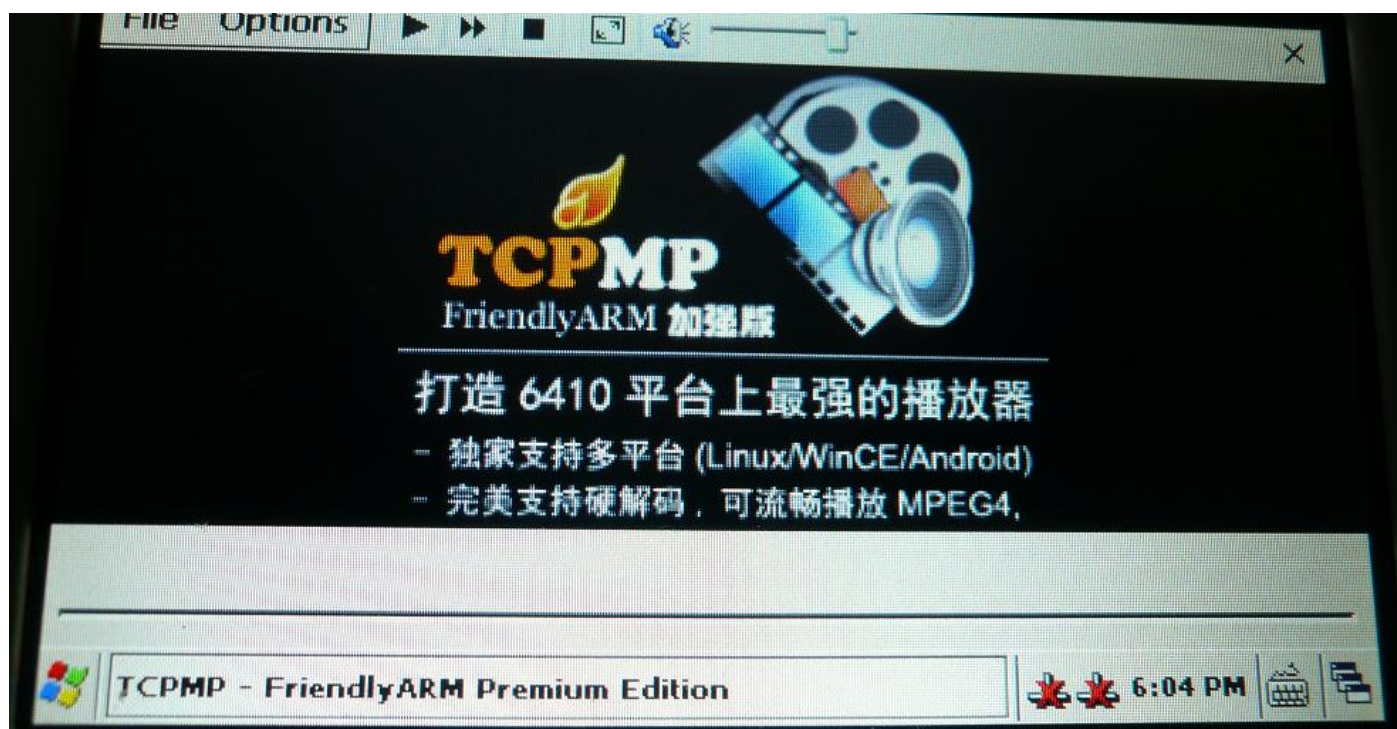 File Options
TCPMP
FriendlyARM 加强版
打造 6410 平台上最强的播放器
- 独家支持多平台 (Linux/WinCE/Android)
- 完美支持硬解码，可流畅播放 MPEG4,
TCPMP - FriendlyARM Premium Edition 6:04 PM